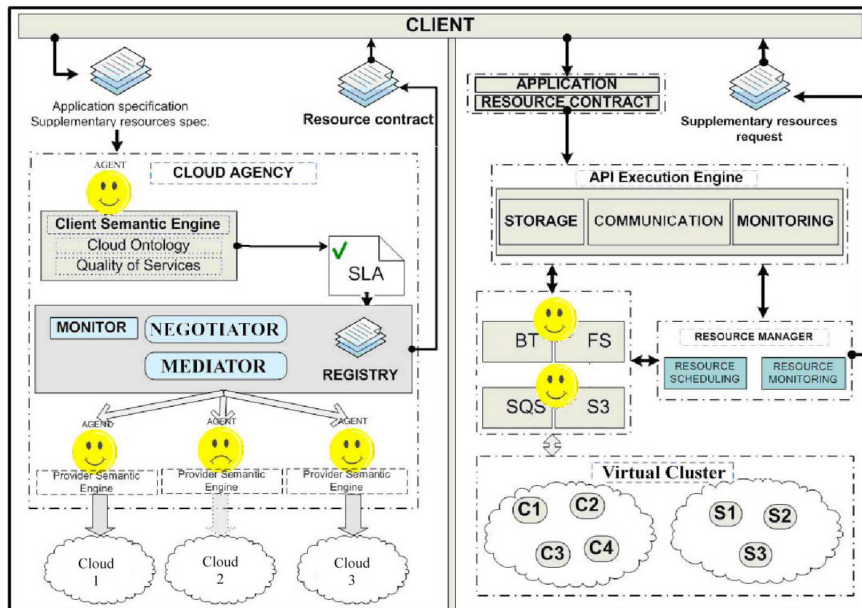 CLIENT
Application specification
Supplementary resources spec.
Resource contract
AGENT
CLOUD AGENCY
Client Semantic Engine
Cloud Ontology
Quality of Services
SLA
MONITOR
NEGOTIATOR
MEDIATOR
REGISTRY
AGENT
AGENT
AGENT
Provider Semantic
Engine
Provider Semantic
Engine
Provider Semantic
Engine
Cloud
1
Cloud
2
Cloud
3
APPLICATION
RESOURCE CONTRACT
Supplementary resources
request
API Execution Engine
STORAGE
COMMUNICATION
MONITORING
BT
FS
SQS
S3
RESOURCE MANAGER
RESOURCE
SCHEDULING
RESOURCE
MONITORING
Virtual Cluster
C1
C2
C3
C4
S1
S2
S3